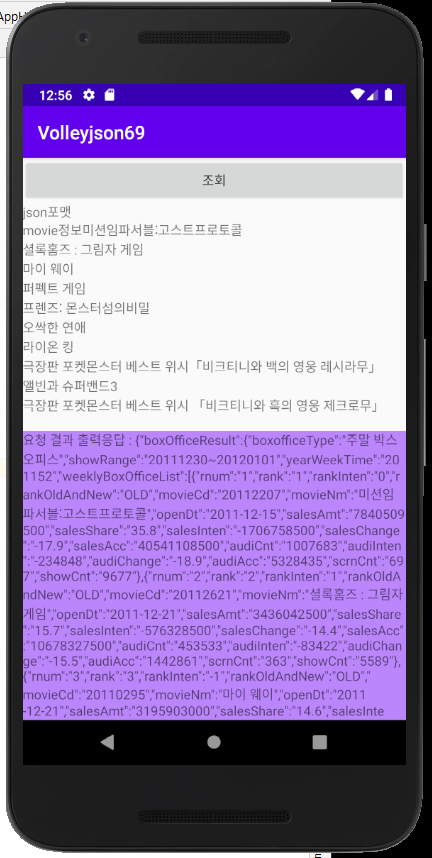 AppH
12:56
Volleyjson69
조회
json포맷
movie정보미션임파서블:고스트프로토콜
셜록홈즈 : 그림자 게임
마이 웨이
퍼펙트 게임
프렌즈: 몬스터섬의비밀
오싹한 연애
라이온 킹
극장판 포켓몬스터 베스트 위시「비크티니와 백의 영웅 레시라무」
앨빈과 슈퍼밴드3
극장판 포켓몬스터 베스트 위시 「비크티니와 흑의 영웅 제크로무」
요청 결과 출력응답 : {"boxOfficeResult":{"boxofficeType":"주말 박스
오피스","showRange":"20111230~20120101","yearWeekTime":"20
1152","weeklyBoxOfficeList":[{"rnum":"1","rank":"1","rankInten":"0","r
ankOldAndNew":"OLD","movieCd":"20112207","movieNm":"미션임
파서블:고스트프로토콜","openDt":"2011-12-15","salesAmt":"7840509
500","salesShare":"35.8","salesInten":"-1706758500","salesChange
":"-17.9","salesAcc":"40541108500","audiCnt":"1007683","audiInten
":"-234848","audiChange":"-18.9","audiAcc":"5328435","scrnCnt":"69
7","showCnt":"9677"},{"rnum":"2","rank":"2","rankInten":"1","rankOldA
ndNew":"OLD","movieCd":"20112621","movieNm":"셜록홈즈 : 그림자
게임","openDt":"2011-12-21","salesAmt":"3436042500","salesShare
":"15.7","salesInten":"-576328500","salesChange":"-14.4","salesAcc"
:"10678327500","audiCnt":"453533","audiInten":"-83422","audiChan
ge":"-15.5","audiAcc":"1442861","scrnCnt":"363","showCnt":"5589"},
{"rnum":"3","rank":"3","rankInten":"-1","rankOldAndNew":"OLD","
movieCd":"20110295","movieNm":"마이 웨이","openDt":"2011
-12-21","salesAmt":"3195903000","salesShare":"14.6","salesInte